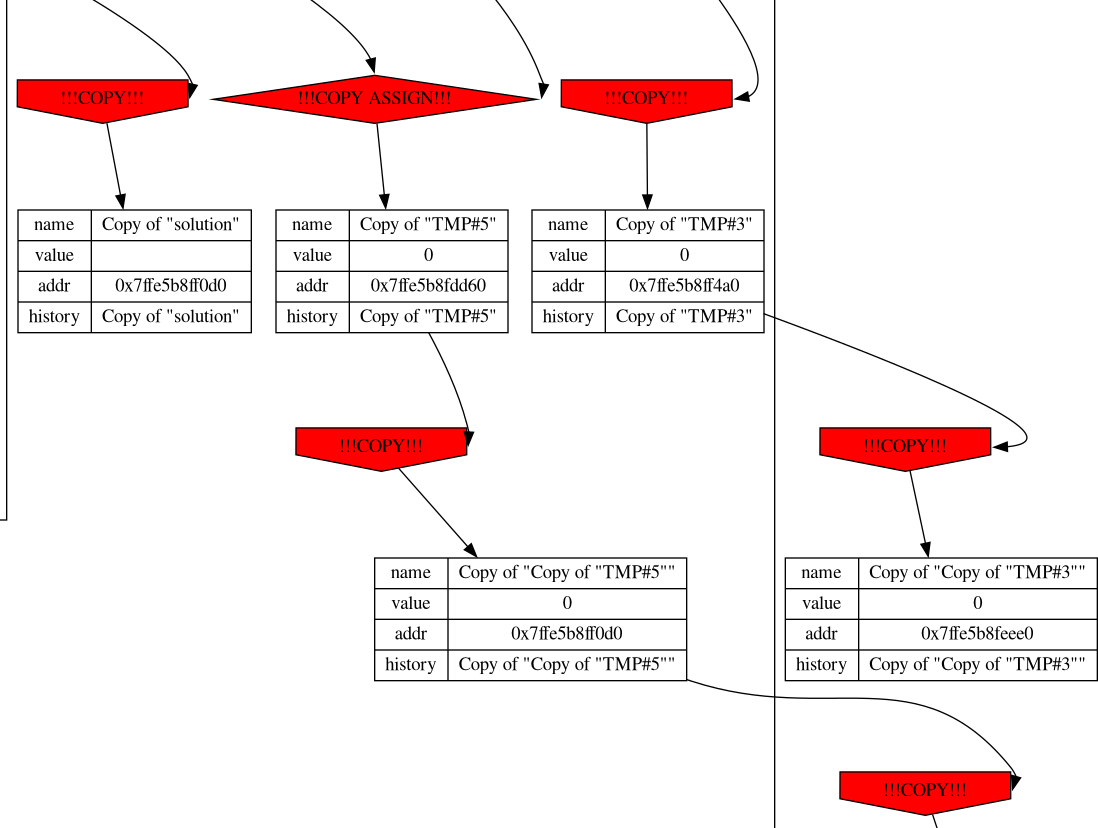 !!!COPY!!!
!!!COPY ASSIGN!!!
!!!COPY!!!
name Copy of "solution"
value
addr 0x7ffe5b8ff0d0
history Copy of "solution"
name Copy of "TMP#5"
value 0
addr 0x7ffe5b8fdd60
history Copy of "TMP#5"
name Copy of "TMP#3"
value 0
addr 0x7ffe5b8ff4a0
history Copy of "TMP#3"
!!!COPY!!!
!!!COPY!!!
name Copy of "Copy of "TMP#5""
value 0
addr 0x7ffe5b8ff0d0
history Copy of "Copy of "TMP#5""
name Copy of "Copy of "TMP#3""
value 0
addr 0x7ffe5b8feee0
history Copy of "Copy of "TMP#3""
!!!COPY!!!